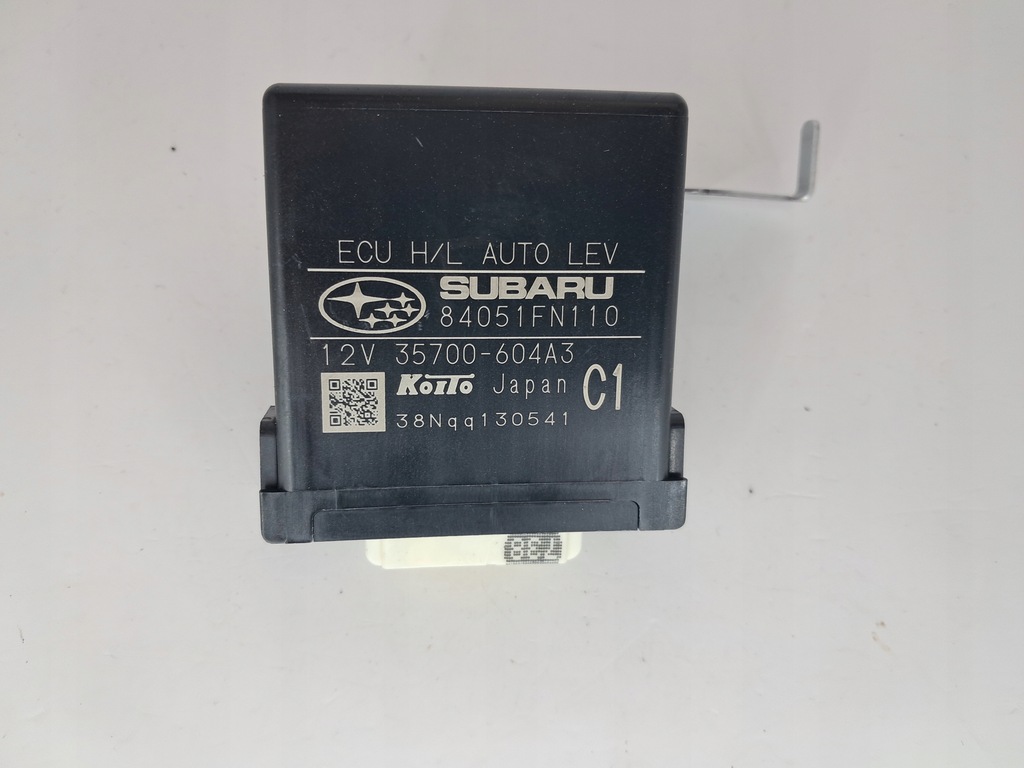 ECU H/L AUTO LEV
SUBARU
84051FN110
12V 35700-604A3
KOITO Japan C1
38Nqq130541